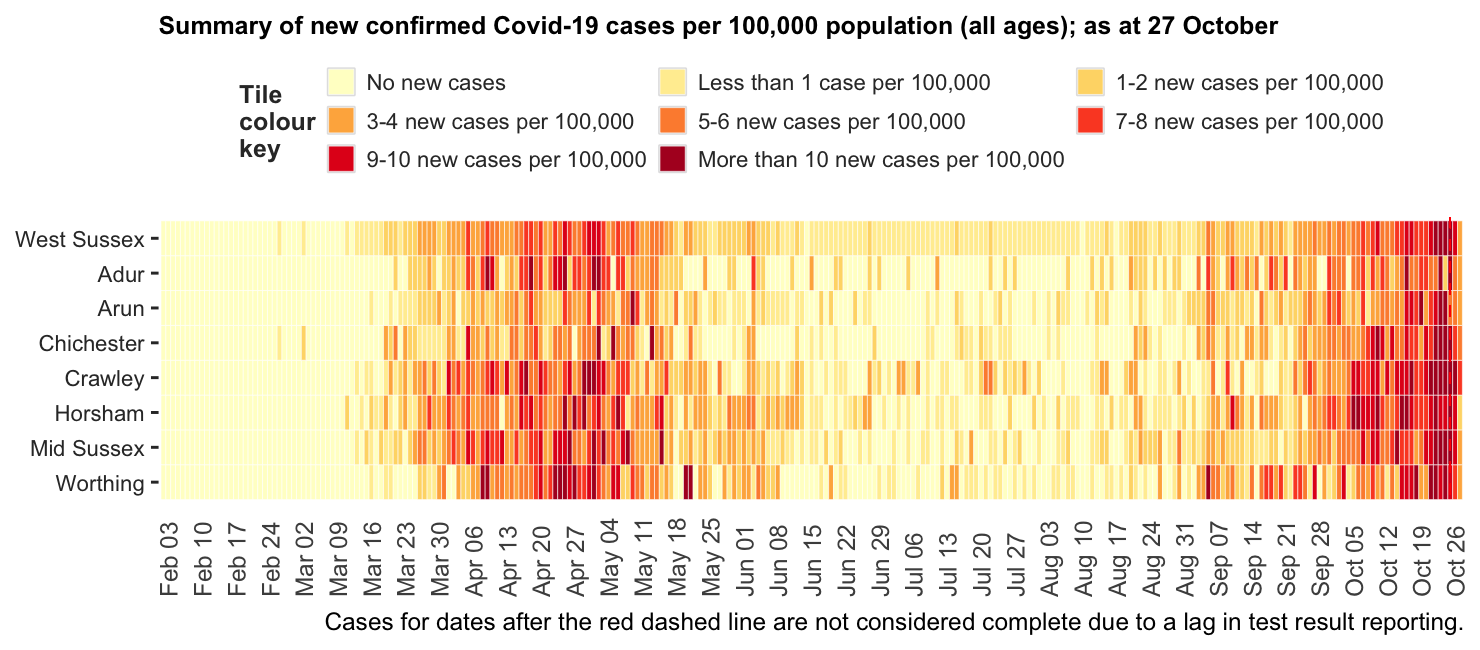 Summary of new confirmed Covid-19 cases per 100,000 population (all ages); as at 27 October
Tile
colour
key
No new cases
Less than 1 case per 100,000
1-2 new cases per 100,000
3-4 new cases per 100,000
5-6 new cases per 100,000
7-8 new cases per 100,000
9-10 new cases per 100,000
More than 10 new cases per 100,000
West Sussex
Adur
Arun
Chichester
Crawley
Horsham
Mid Sussex
Worthing
Feb 03
Feb 10
Feb 17
Feb 24
Mar 02
Mar 09
Mar 16
Mar 23
Mar 30
Apr 06
Apr 13
Apr 20
Apr 27
May 04
May 11
May 18
May 25
Jun 01
Jun 08
Jun 15
Jun 22
Jun 29
Jul 06
Jul 13
Jul 20
Jul 27
Aug 03
Aug 10
Aug 17
Aug 24
Aug 31
Sep 07
Sep 14
Sep 21
Sep 28
Oct 05
Oct 12
Oct 19
Oct 26
Cases for dates after the red dashed line are not considered complete due to a lag in test result reporting.